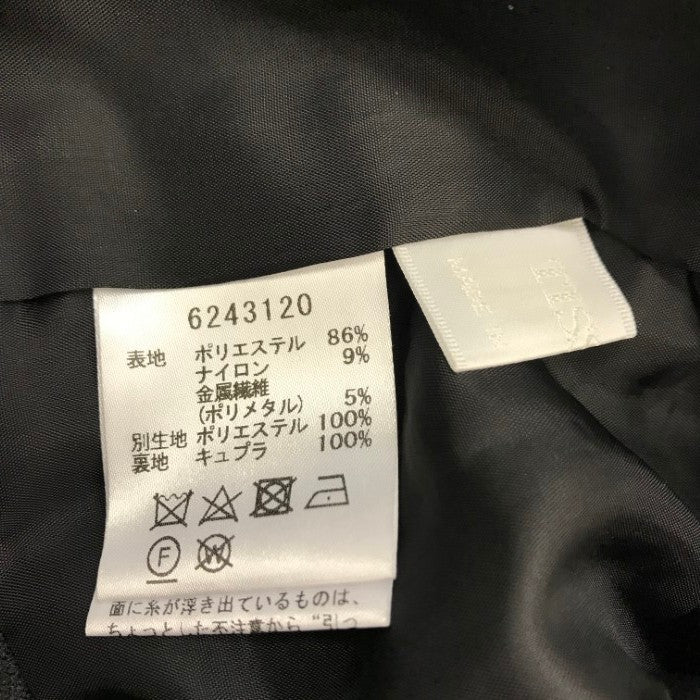 6243120
表地 ポリエステル 86%
ナイロン 9%
金属繊維
(ポリメタル) 5%
別生地 ポリエステル 100%
裏地 キュプラ 100%
F
W
面に糸が浮き出ているものは、
ちょっとした不注意から“引っ
MADE IN